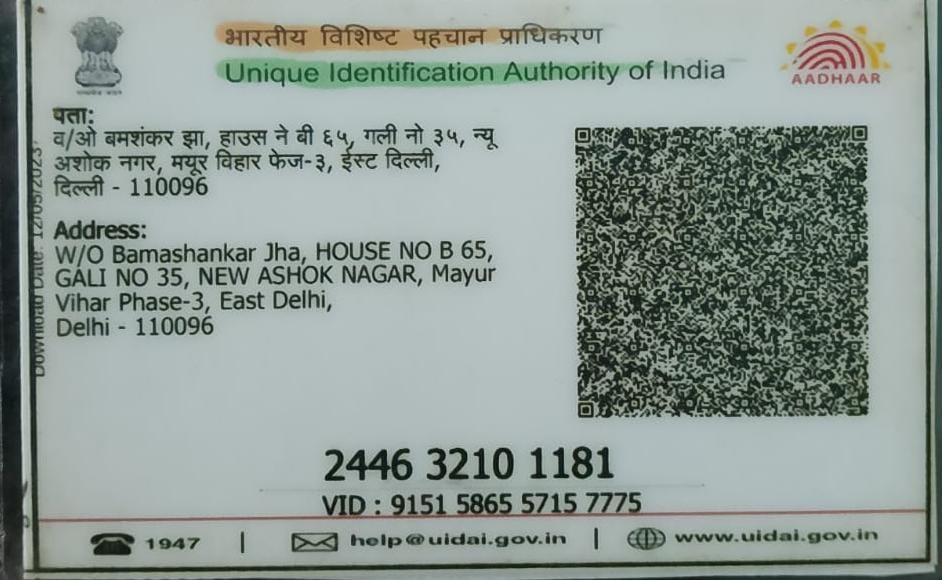 भारतीय विशिष्ट पहचान प्राधिकरण
Unique Identification Authority of India
AADHAAR
पता:
व/ओ बमशंकर झा, हाउस ने बी ६५, गली नो ३५, न्यू
अशोक नगर, मयूर विहार फेज-३, ईस्ट दिल्ली,
दिल्ली - 110096
Address:
W/O Bamashankar Jha, HOUSE NO B 65,
GALI NO 35, NEW ASHOK NAGAR, Mayur
Vihar Phase-3, East Delhi,
Delhi - 110096
Download Date: 12/05/2023
2446 3210 1181
VID : 9151 5865 5715 7775
1947 | help@uidai.gov.in | www.uidai.gov.in